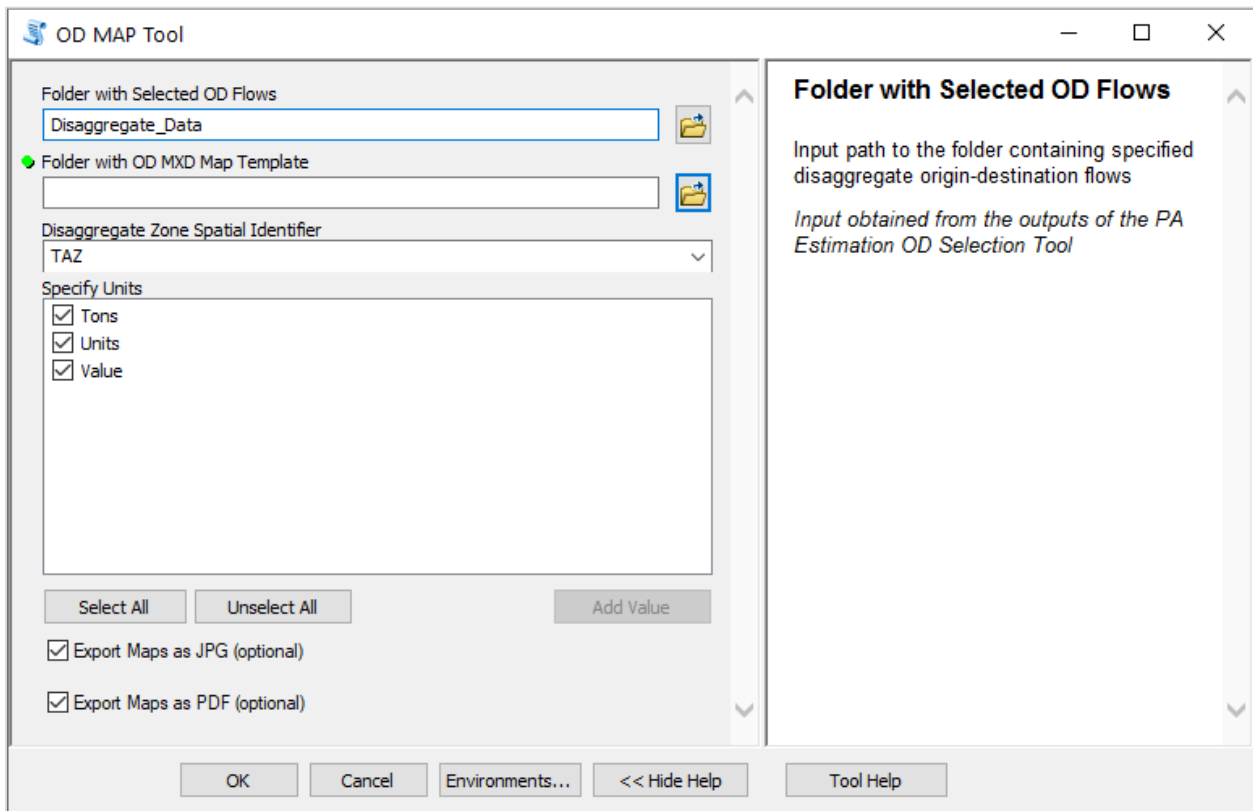 OD MAP Tool
Folder with Selected OD Flows
Disaggregate_Data
Folder with OD MXD Map Template
Disaggregate Zone Spatial Identifier
TAZ
Specify Units
Tons
Units
Value
Select All
Unselect All
Add Value
Export Maps as JPG (optional)
Export Maps as PDF (optional)
Folder with Selected OD Flows
Input path to the folder containing specified
disaggregate origin-destination flows
Input obtained from the outputs of the PA
Estimation OD Selection Tool
OK
Cancel
Environments...
<< Hide Help
Tool Help